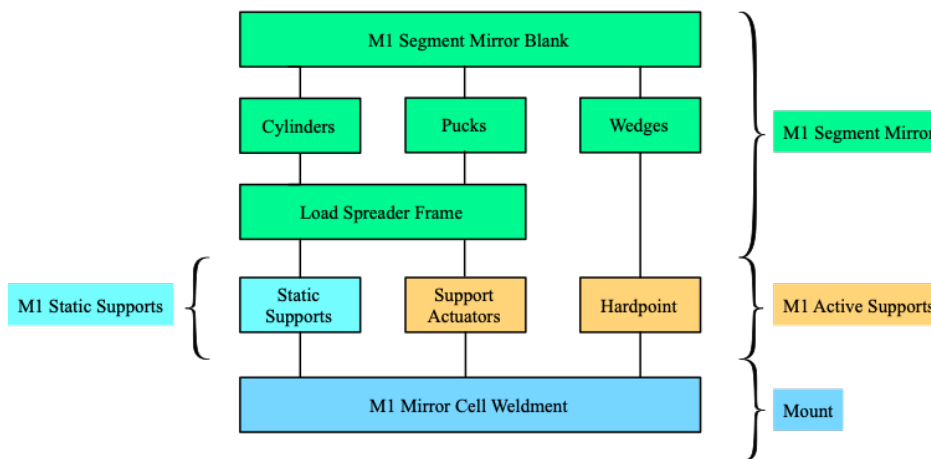 M1 Segment Mirror Blank
Cylinders
Pucks
Wedges
M1 Segment Mirror
Load Spreader Frame
M1 Static Supports
Static
Supports
Support
Actuators
Hardpoint
M1 Active Supports
M1 Mirror Cell Weldment
Mount